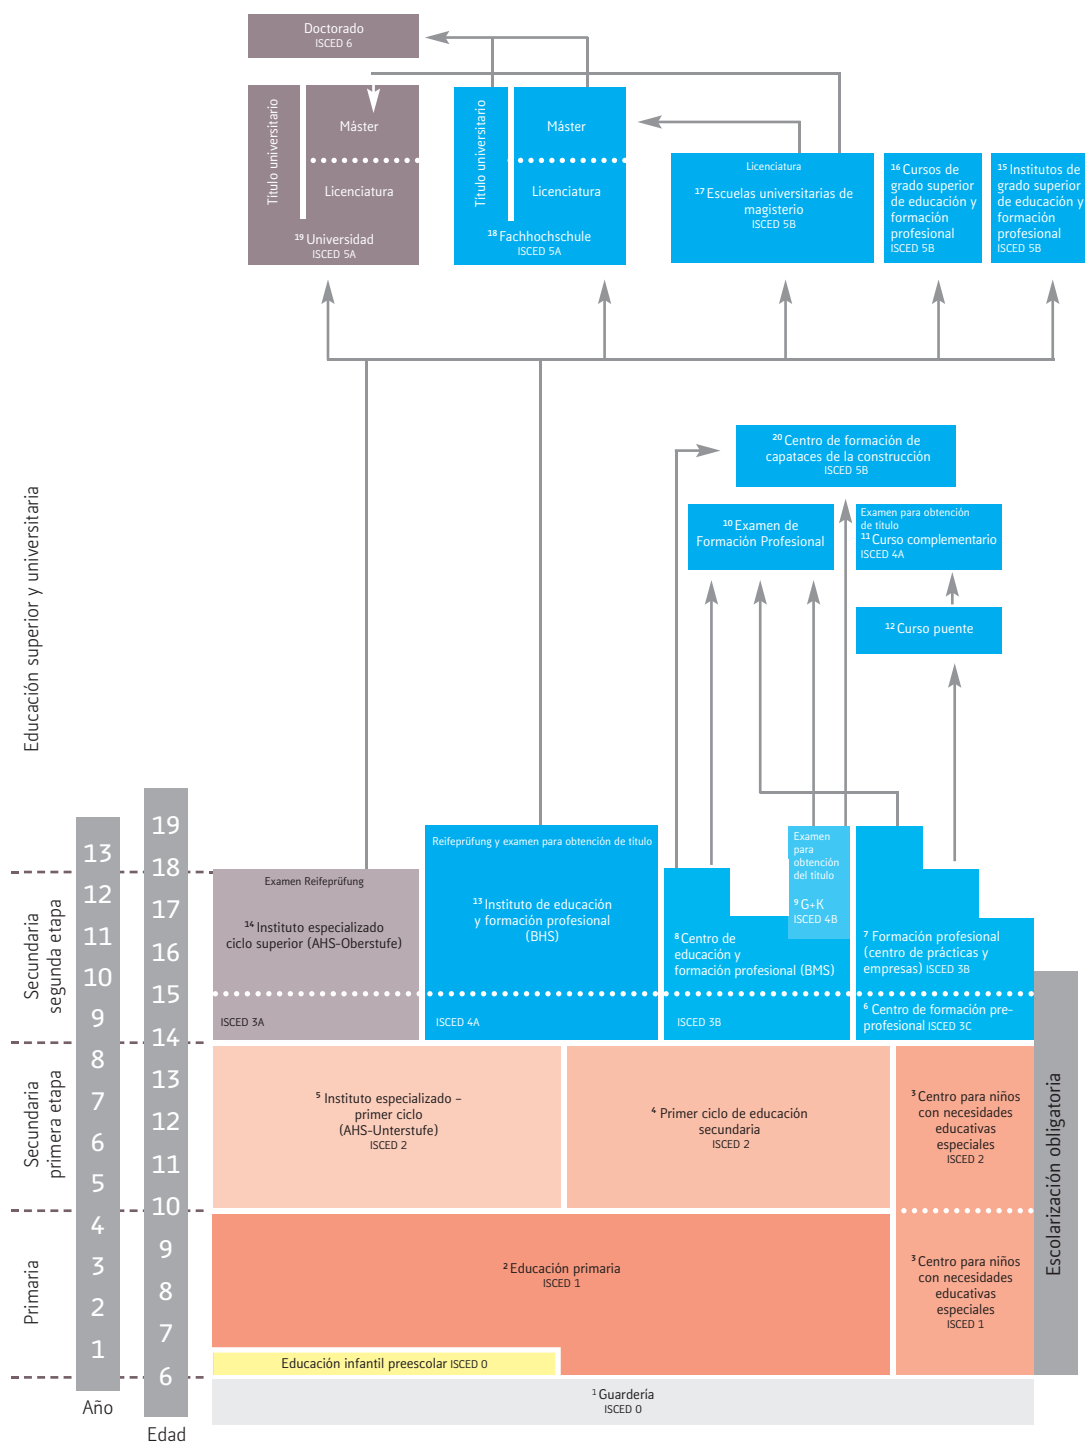 Doctorado
ISCED 6
Título universitario
Máster
Licenciatura
19 Universidad
ISCED 5A
Título universitario
Máster
Licenciatura
18 Fachhochschule
ISCED 5A
Licenciatura
17 Escuelas universitarias de
magisterio
ISCED 5B
16 Cursos de
grado superior
de educación y
formación
profesional
ISCED 5B
15 Institutos de
grado superior
de educación y
formación
profesional
ISCED 5B
20 Centro de formación de
capataces de la construcción
ISCED 5B
10 Examen de
Formación Profesional
Examen para obtención
de título
11 Curso complementario
ISCED 4A
12 Curso puente
Educación superior y universitaria
Secundaria
segunda etapa
Secundaria
primera etapa
Primaria
13
12
11
10
9
8
7
6
5
4
3
2
1
Año
19
18
17
16
15
14
13
12
11
10
9
8
7
6
Edad
Examen Reifeprüfung
14 Instituto especializado
ciclo superior (AHS-Oberstufe)
ISCED 3A
Reifeprüfung y examen para obtención de título
13 Instituto de educación
y formación profesional
(BHS)
ISCED 4A
8 Centro de
educación y
formación profesional (BMS)
ISCED 3B
Examen
para
obtención
del título
9 G+K
ISCED 4B
7 Formación profesional
(centro de prácticas y
empresas) ISCED 3B
6 Centro de formación pre-
profesional ISCED 3C
5 Instituto especializado –
primer ciclo
(AHS-Unterstufe)
ISCED 2
4 Primer ciclo de educación
secundaria
ISCED 2
3 Centro para niños
con necesidades
educativas
especiales
ISCED 2
2 Educación primaria
ISCED 1
3 Centro para niños
con necesidades
educativas
especiales
ISCED 1
Educación infantil preescolar ISCED 0
1 Guardería
ISCED 0
Escolarización obligatoria